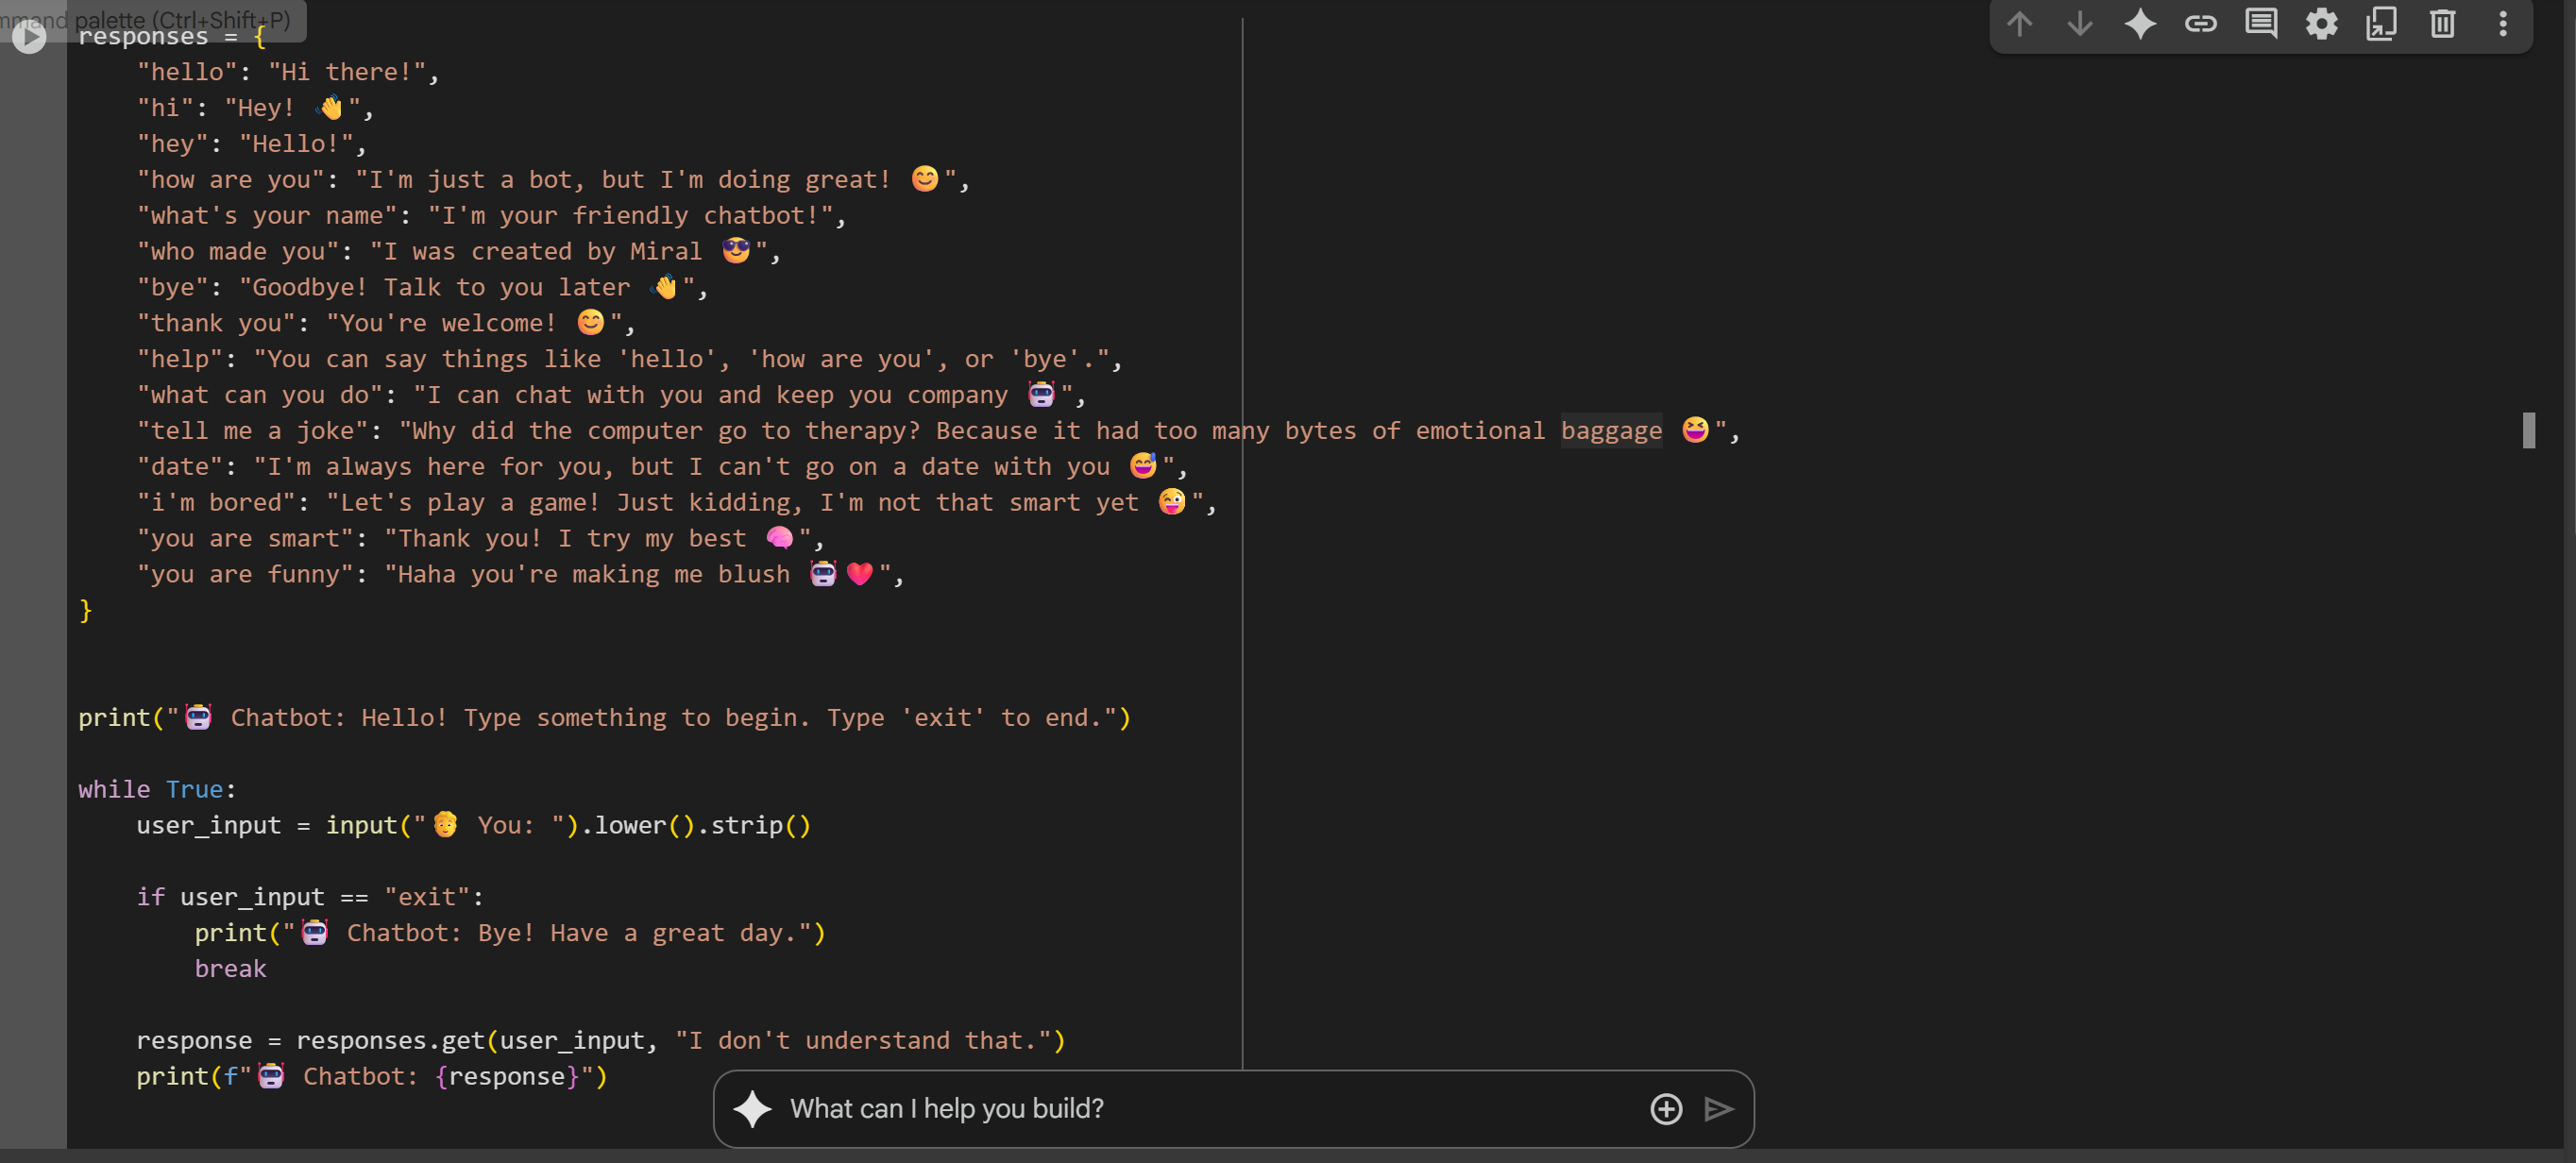 mmand palette (Ctrl+Shift+P)
responses = {
    "hello": "Hi there!",
    "hi": "Hey! 👋",
    "hey": "Hello!",
    "how are you": "I'm just a bot, but I'm doing great! 😊",
    "what's your name": "I'm your friendly chatbot!",
    "who made you": "I was created by Miral 😎",
    "bye": "Goodbye! Talk to you later 👋",
    "thank you": "You're welcome! 😊",
    "help": "You can say things like 'hello', 'how are you', or 'bye'.",
    "what can you do": "I can chat with you and keep you company 🤖",
    "tell me a joke": "Why did the computer go to therapy? Because it had too many bytes of emotional baggage 😆",
    "date": "I'm always here for you, but I can't go on a date with you 😅",
    "i'm bored": "Let's play a game! Just kidding, I'm not that smart yet 😜",
    "you are smart": "Thank you! I try my best 🧠",
    "you are funny": "Haha you're making me blush 🤖❤️",
}
print("🤖 Chatbot: Hello! Type something to begin. Type 'exit' to end.")
while True:
    user_input = input("🧑 You: ").lower().strip()
    if user_input == "exit":
        print("🤖 Chatbot: Bye! Have a great day.")
        break
    response = responses.get(user_input, "I don't understand that.")
    print(f"🤖 Chatbot: {response}")
What can I help you build?